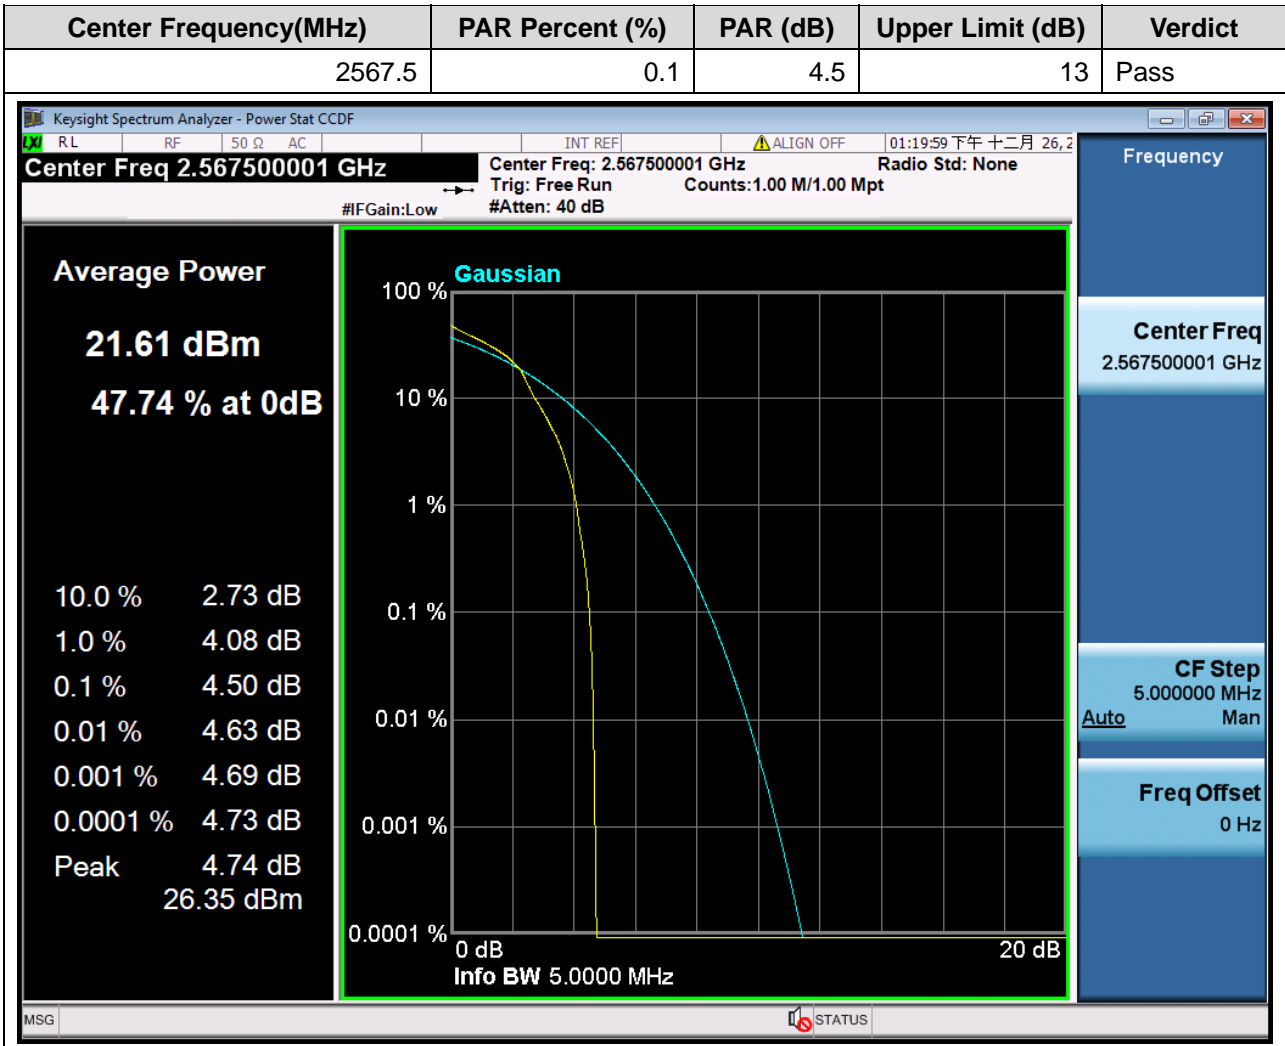 Center Frequency(MHz) PAR Percent (%) PAR (dB) Upper Limit (dB) Verdict
2567.5 0.1 4.5 13 Pass
Keysight Spectrum Analyzer - Power Stat CCDF
LXI RL RF 50 Ω AC INT REF ALIGN OFF 01:19:59 下午 十二月 26, 2
Center Freq 2.567500001 GHz
Center Freq: 2.567500001 GHz Radio Std: None
Trig: Free Run Counts:1.00 M/1.00 Mpt
#IFGain:Low #Atten: 40 dB
Average Power
21.61 dBm
47.74 % at 0dB
10.0 % 2.73 dB
1.0 % 4.08 dB
0.1 % 4.50 dB
0.01 % 4.63 dB
0.001 % 4.69 dB
0.0001 % 4.73 dB
Peak 4.74 dB
26.35 dBm
Gaussian
100 %
10 %
1 %
0.1 %
0.01 %
0.001 %
0.0001 %
0 dB 20 dB
Info BW 5.0000 MHz
Frequency
Center Freq
2.567500001 GHz
CF Step
5.000000 MHz
Auto Man
Freq Offset
0 Hz
MSG STATUS